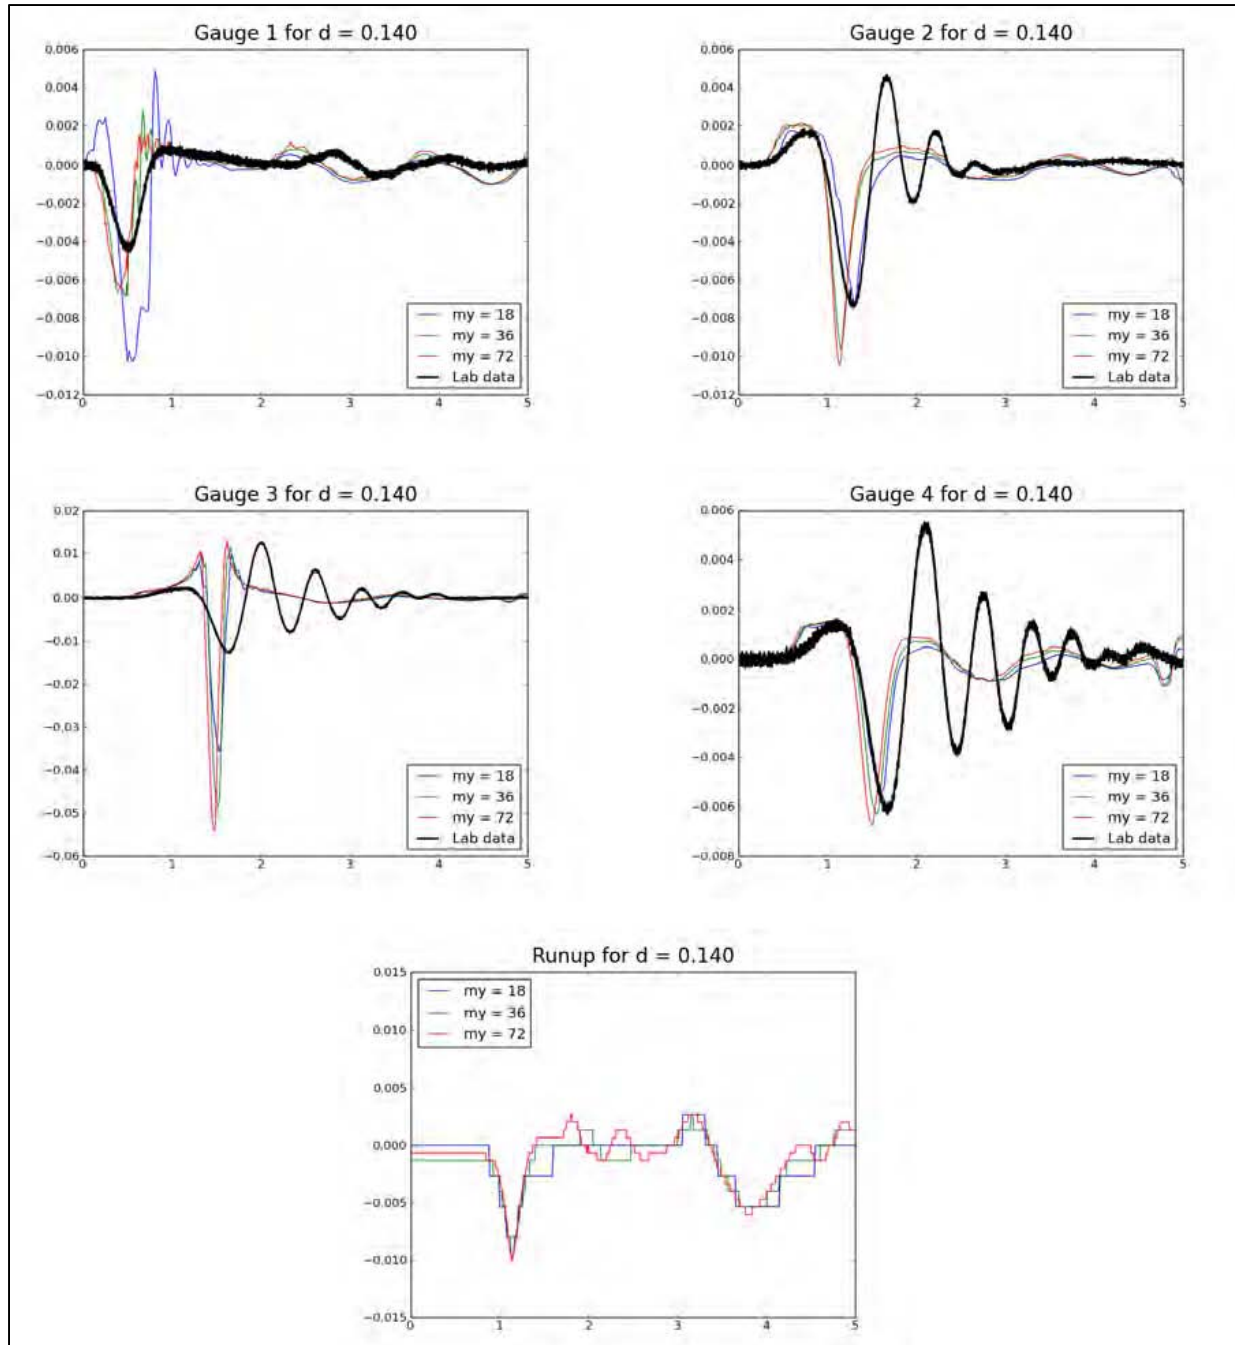 Gauge 1 for d = 0.140
0.006
0.004
0.002
0.000
−0.002
−0.004
−0.006
−0.008
−0.010
−0.012
0 1 2 3 4 5
my = 18
my = 36
my = 72
Lab data
Gauge 2 for d = 0.140
0.006
0.004
0.002
0.000
−0.002
−0.004
−0.006
−0.008
−0.010
−0.012
0 1 2 3 4 5
my = 18
my = 36
my = 72
Lab data
Gauge 3 for d = 0.140
0.02
0.01
0.00
−0.01
−0.02
−0.03
−0.04
−0.05
−0.06
0 1 2 3 4 5
my = 18
my = 36
my = 72
Lab data
Gauge 4 for d = 0.140
0.006
0.004
0.002
0.000
−0.002
−0.004
−0.006
−0.008
0 1 2 3 4 5
my = 18
my = 36
my = 72
Lab data
Runup for d = 0.140
0.015
0.010
0.005
0.000
−0.005
−0.010
−0.015
0 1 2 3 4 5
my = 18
my = 36
my = 72